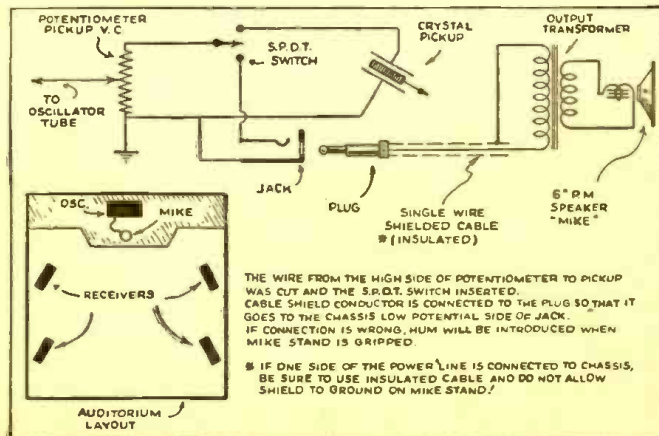 POTENTIOMETER
PICKUP V.C.
TO
OSCILLATOR
TUBE
S.P.D.T.
SWITCH
CRYSTAL
PICKUP
OUTPUT
TRANSFORMER
JACK
PLUG
SINGLE WIRE
SHIELDED CABLE
* (INSULATED)
6" P.M
SPEAKER
"MIKE"
OSC.
MIKE
RECEIVERS
AUDITORIUM
LAYOUT
THE WIRE FROM THE HIGH SIDE OF POTENTIOMETER TO PICKUP
WAS CUT AND THE S.P.D.T. SWITCH INSERTED.
CABLE SHIELD CONDUCTOR IS CONNECTED TO THE PLUG SO THAT IT
GOES TO THE CHASSIS LOW POTENTIAL SIDE OF JACK.
IF CONNECTION IS WRONG, HUM WILL BE INTRODUCED WHEN
MIKE STAND IS GRIPPED.
* IF ONE SIDE OF THE POWER LINE IS CONNECTED TO CHASSIS,
BE SURE TO USE INSULATED CABLE AND DO NOT ALLOW
SHIELD TO GROUND ON MIKE STAND!